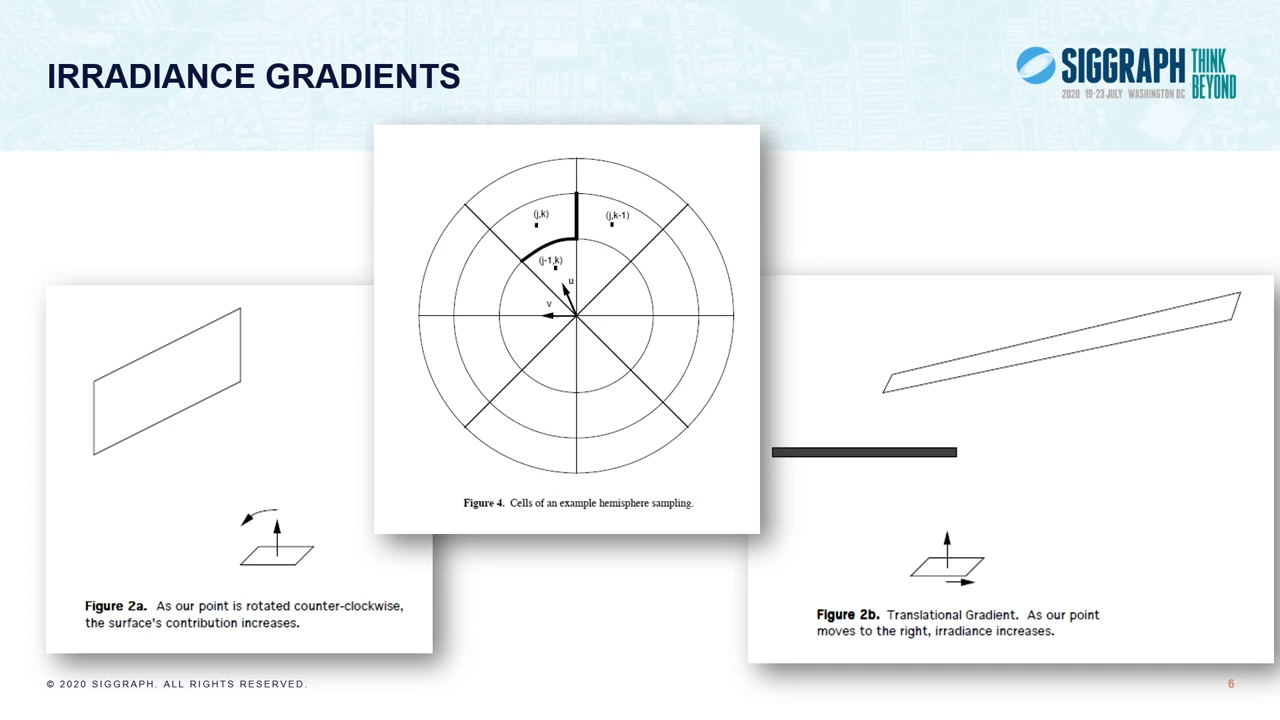 IRRADIANCE GRADIENTS
SIGGRAPH THINK BEYOND
2020 19-23 JULY WASHINGTON DC
(j,k)
(j,k-1)
(j-1,k)
u
v
Figure 4. Cells of an example hemisphere sampling.
Figure 2a. As our point is rotated counter-clockwise,
the surface's contribution increases.
Figure 2b. Translational Gradient. As our point
moves to the right, irradiance increases.
© 2020 SIGGRAPH. ALL RIGHTS RESERVED.
6